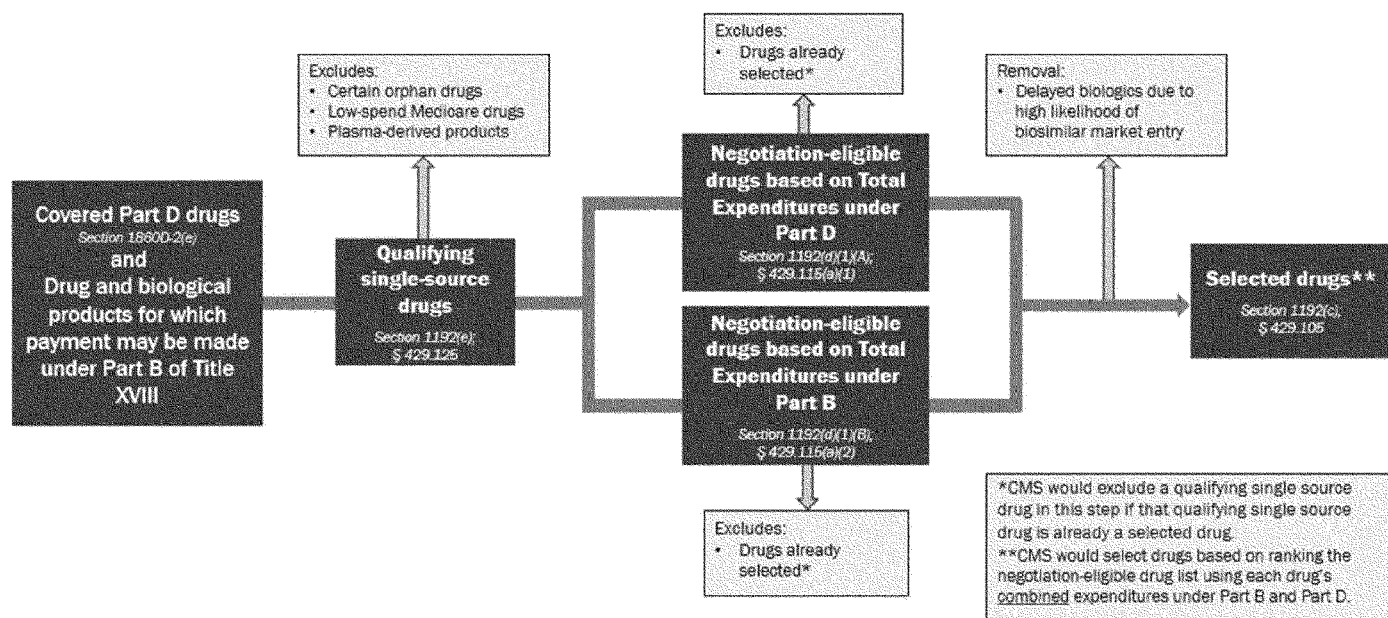 Covered Part D drugs
Section 1860D-2(e)
and
Drug and biological
products for which
payment may be made
under Part B of Title
XVIII
Excludes:
• Certain orphan drugs
• Low-spend Medicare drugs
• Plasma-derived products
Qualifying
single-source
drugs
Section 1192(e);
§ 429.125
Excludes:
• Drugs already
selected*
Negotiation-eligible
drugs based on Total
Expenditures under
Part D
Section 1192(d)(1)(A);
§ 429.115(a)(1)
Negotiation-eligible
drugs based on Total
Expenditures under
Part B
Section 1192(d)(1)(B);
§ 429.115(a)(2)
Excludes:
• Drugs already
selected*
Removal:
• Delayed biologics due to
high likelihood of
biosimilar market entry
Selected drugs**
Section 1192(c);
§ 429.105
*CMS would exclude a qualifying single source
drug in this step if that qualifying single source
drug is already a selected drug.
**CMS would select drugs based on ranking the
negotiation-eligible drug list using each drug's
combined expenditures under Part B and Part D.